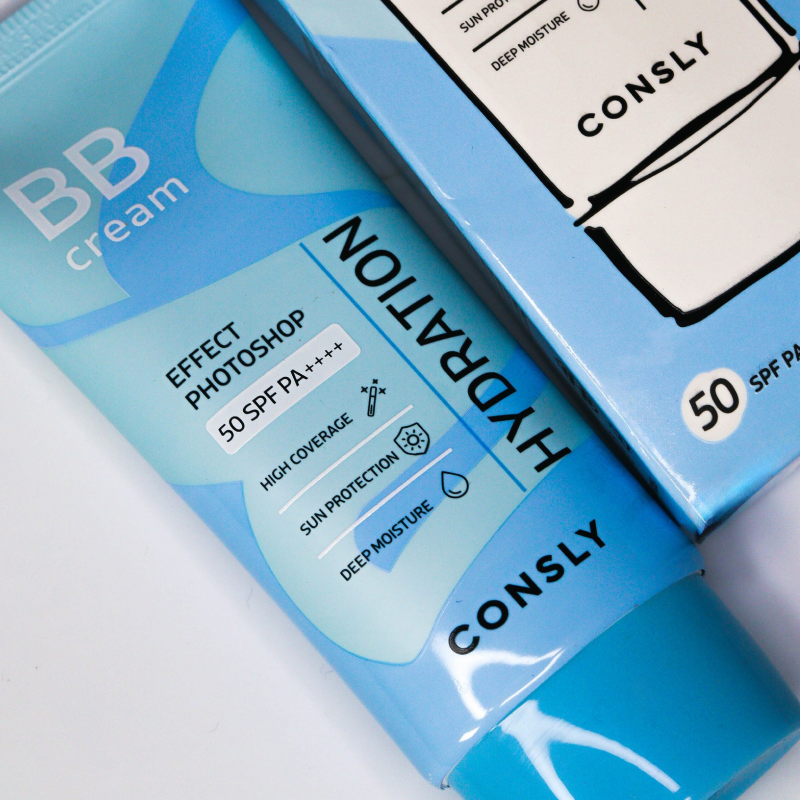 BB
cream
EFFECT
PHOTOSHOP
50 SPF PA++++
HIGH COVERAGE
SUN PROTECTION
DEEP MOISTURE
HYDRATION
CONSLY
DEEP MOISTURE
CONSLY
50 SPF PA